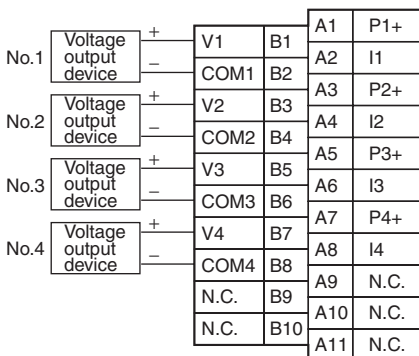 No.1
Voltage
output
device
+
−
No.2
Voltage
output
device
+
−
No.3
Voltage
output
device
+
−
No.4
Voltage
output
device
+
−
V1 B1
COM1 B2
V2 B3
COM2 B4
V3 B5
COM3 B6
V4 B7
COM4 B8
N.C. B9
N.C. B10
A1 P1+
A2 I1
A3 P2+
A4 I2
A5 P3+
A6 I3
A7 P4+
A8 I4
A9 N.C.
A10 N.C.
A11 N.C.